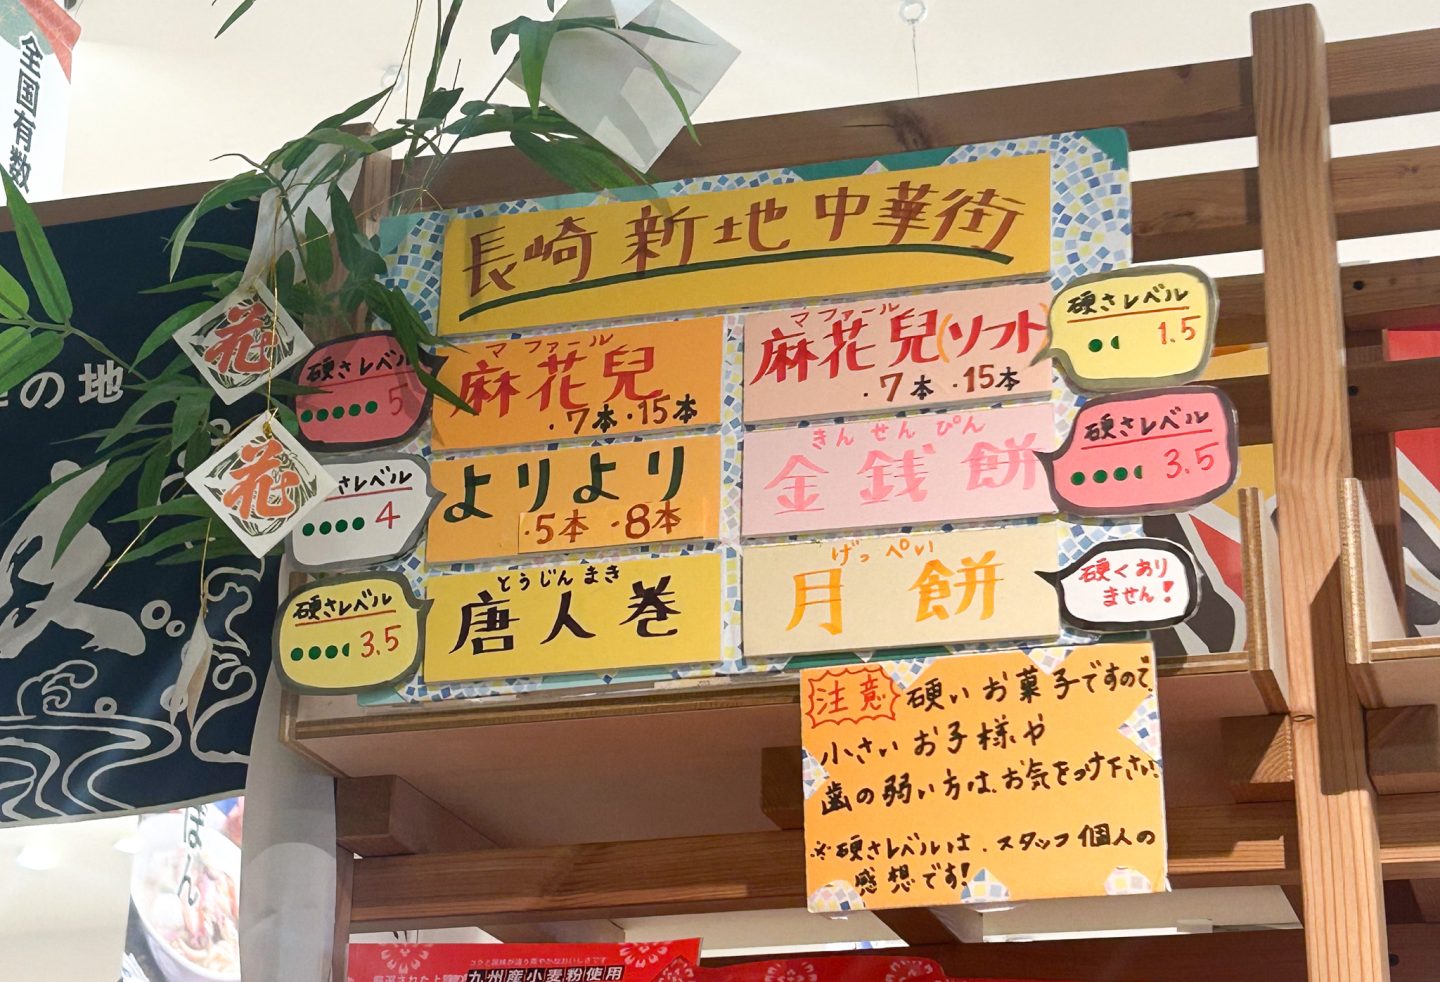 全国有数
の地
花
花
長崎新地中華街
硬さレベル
5
マファール
麻花兒
・7本・15本
硬さレベル
4
よりより
・5本・8本
硬さレベル
3.5
とうじんまき
唐人巻
マファール
麻花兒(ソフト)
・7本・15本
硬さレベル
1.5
きんせんぴん
金銭餅
硬さレベル
3.5
げっぺい
月餅
硬くあり
ません!
注意 硬いお菓子ですので、
小さいお子様や
歯の弱い方は、お気をつけ下さい!
※硬さレベルは、スタッフ個人の
感想です!
ぽん
九州産小麦粉使用